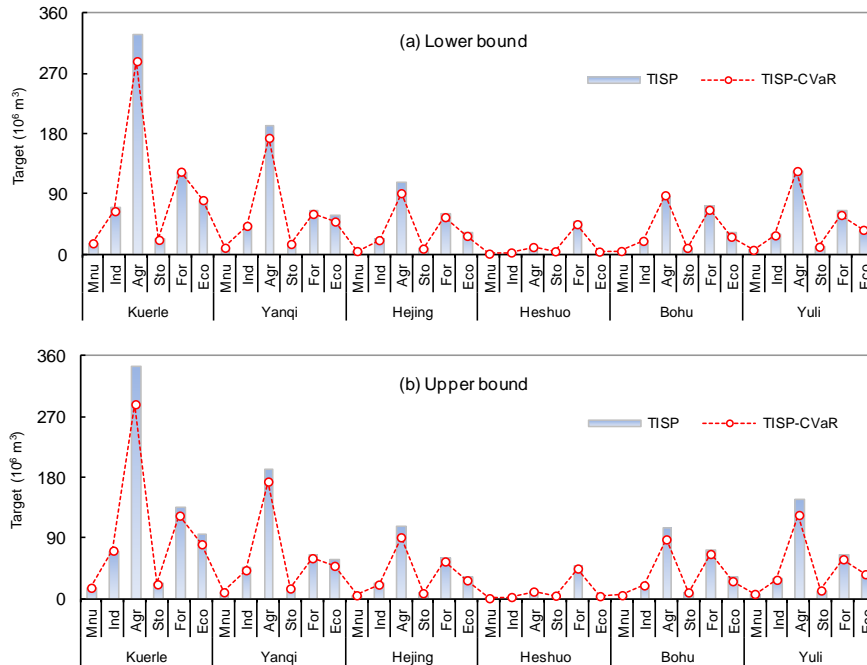 360
(a) Lower bound
270
TISP
TISP-CVaR
180
90
0
Target (10⁶ m³)
Mnu Ind Agr Sto For Eco Mnu Ind Agr Sto For Eco Mnu Ind Agr Sto For Eco Mnu Ind Agr Sto For Eco Mnu Ind Agr Sto For Eco Mnu Ind Agr Sto For Eco
Kuerle Yanqi Hejing Heshuo Bohu Yuli
360
(b) Upper bound
270
TISP
TISP-CVaR
180
90
0
Target (10⁶ m³)
Mnu Ind Agr Sto For Eco Mnu Ind Agr Sto For Eco Mnu Ind Agr Sto For Eco Mnu Ind Agr Sto For Eco Mnu Ind Agr Sto For Eco Mnu Ind Agr Sto For Eco
Kuerle Yanqi Hejing Heshuo Bohu Yuli